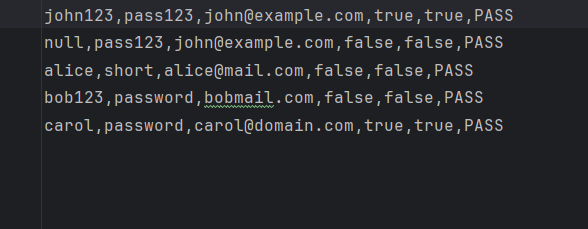 john123,pass123,john@example.com,true,true,PASS
null,pass123,john@example.com,false,false,PASS
alice,short,alice@mail.com,false,false,PASS
bob123,password,bobmail.com,false,false,PASS
carol,password,carol@domain.com,true,true,PASS